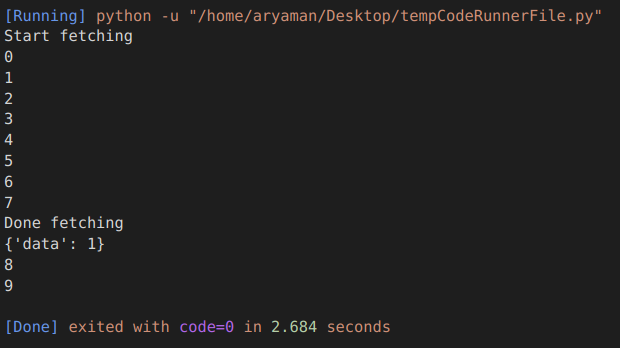 [Running] python -u "/home/aryaman/Desktop/tempCodeRunnerFile.py"
Start fetching
0
1
2
3
4
5
6
7
Done fetching
{'data': 1}
8
9
[Done] exited with code=0 in 2.684 seconds